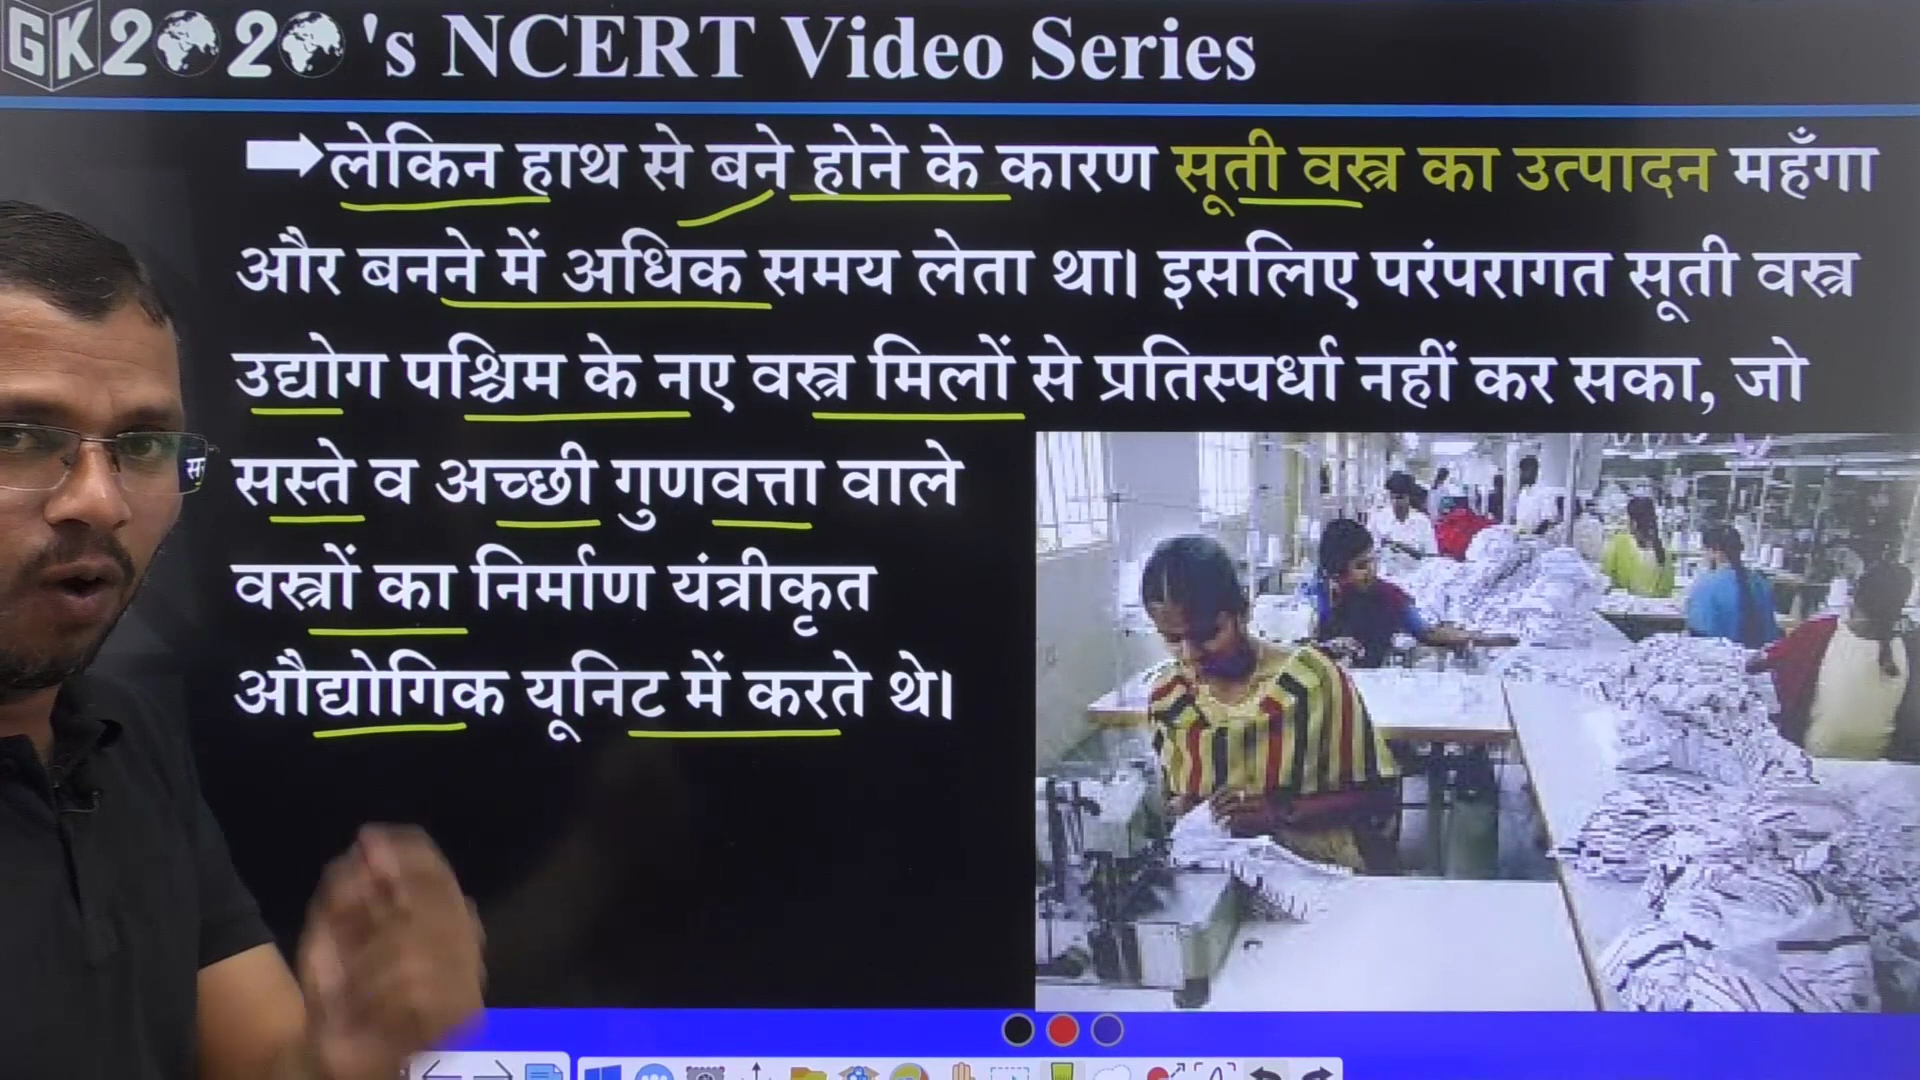 GK2020's NCERT Video Series
लेकिन हाथ से बने होने के कारण सूती वस्त्र का उत्पादन महँगा
और बनने में अधिक समय लेता था। इसलिए परंपरागत सूती वस्त्र
उद्योग पश्चिम के नए वस्त्र मिलों से प्रतिस्पर्धा नहीं कर सका, जो
सस्ते व अच्छी गुणवत्ता वाले
वस्त्रों का निर्माण यंत्रीकृत
औद्योगिक यूनिट में करते थे।